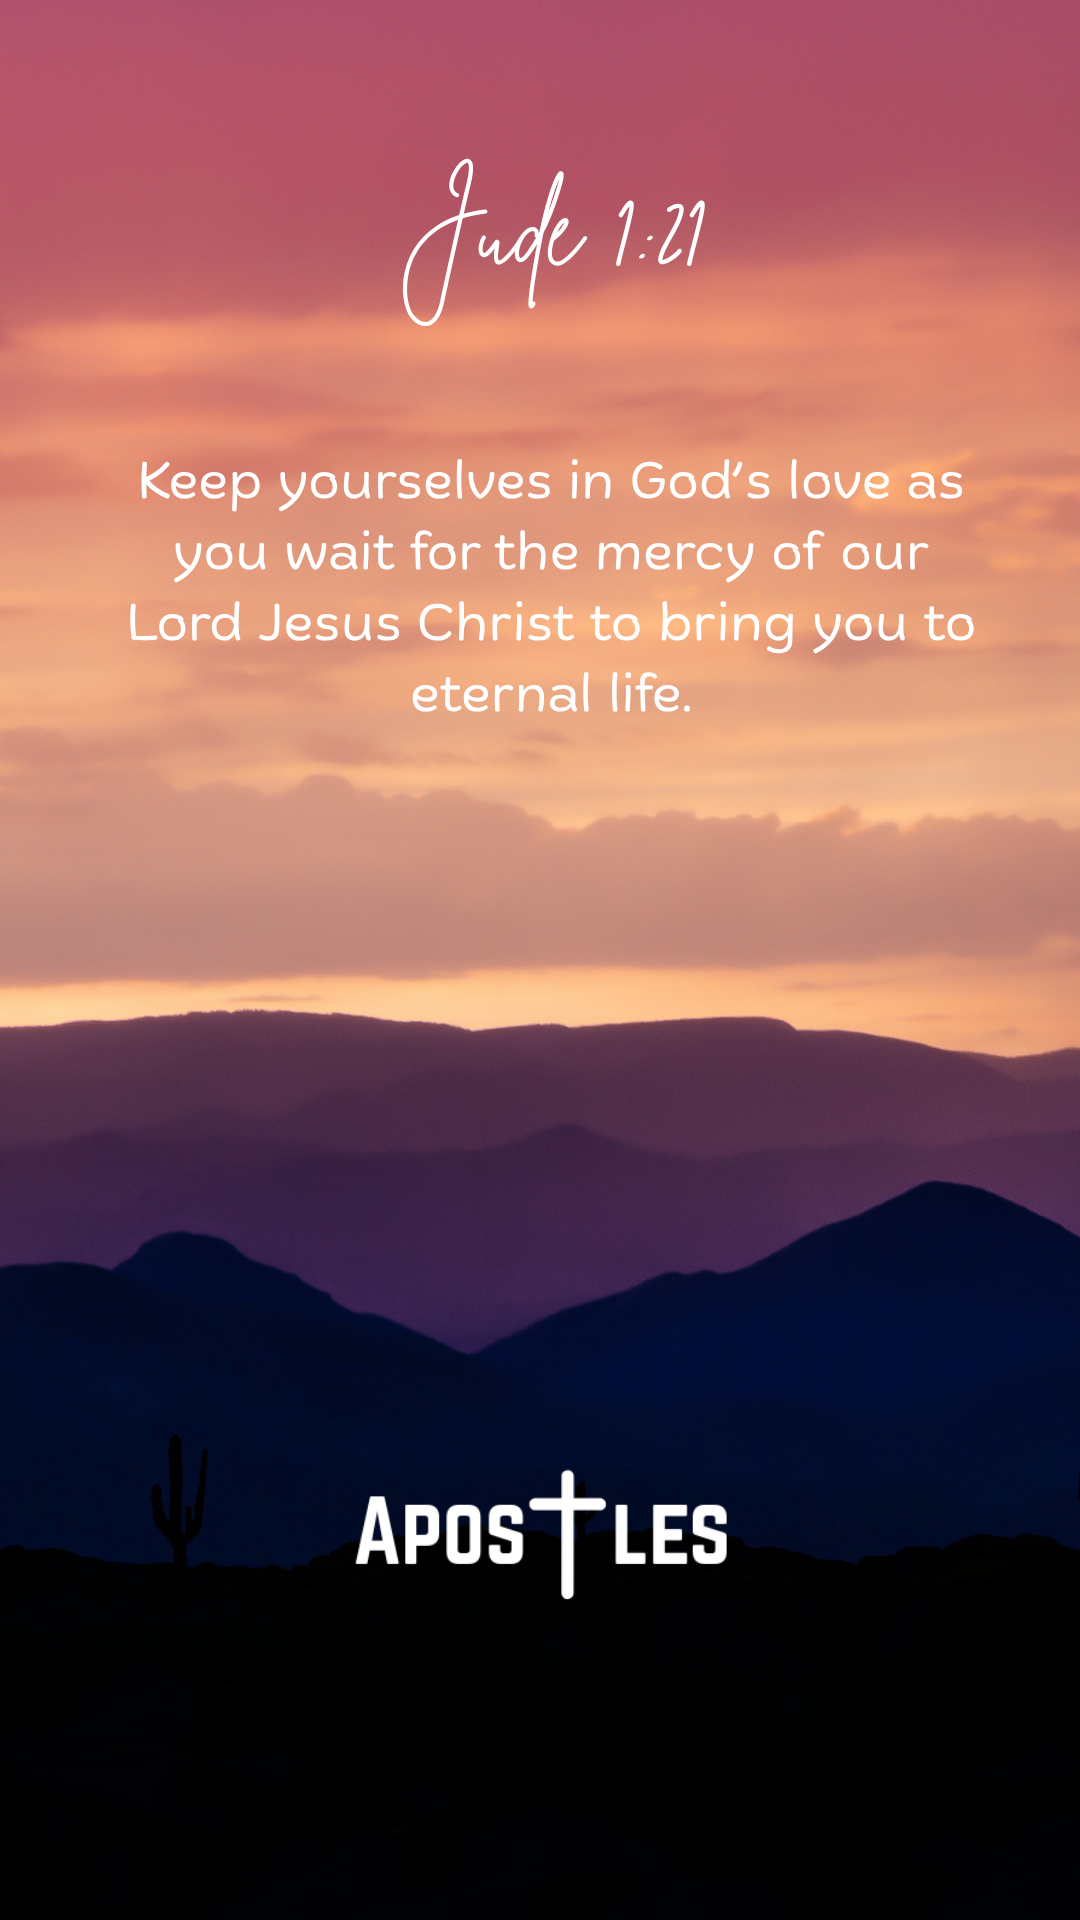 Jude 1:21
Keep yourselves in God's love as
you wait for the mercy of our
Lord Jesus Christ to bring you to
eternal life.
APOSTLES